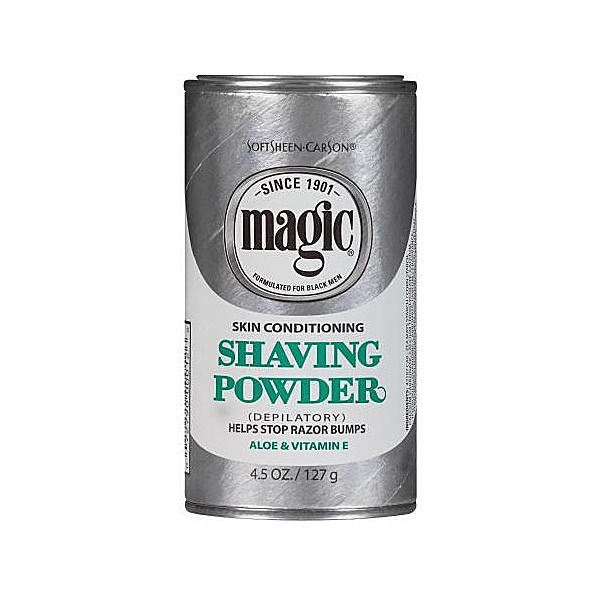 SOFTSHEEN·CARSON®
SINCE 1901
magic®
FORMULATED FOR BLACK MEN
SKIN CONDITIONING
SHAVING
POWDER
(DEPILATORY)
HELPS STOP RAZOR BUMPS
ALOE & VITAMIN E
4.5 OZ./127 g